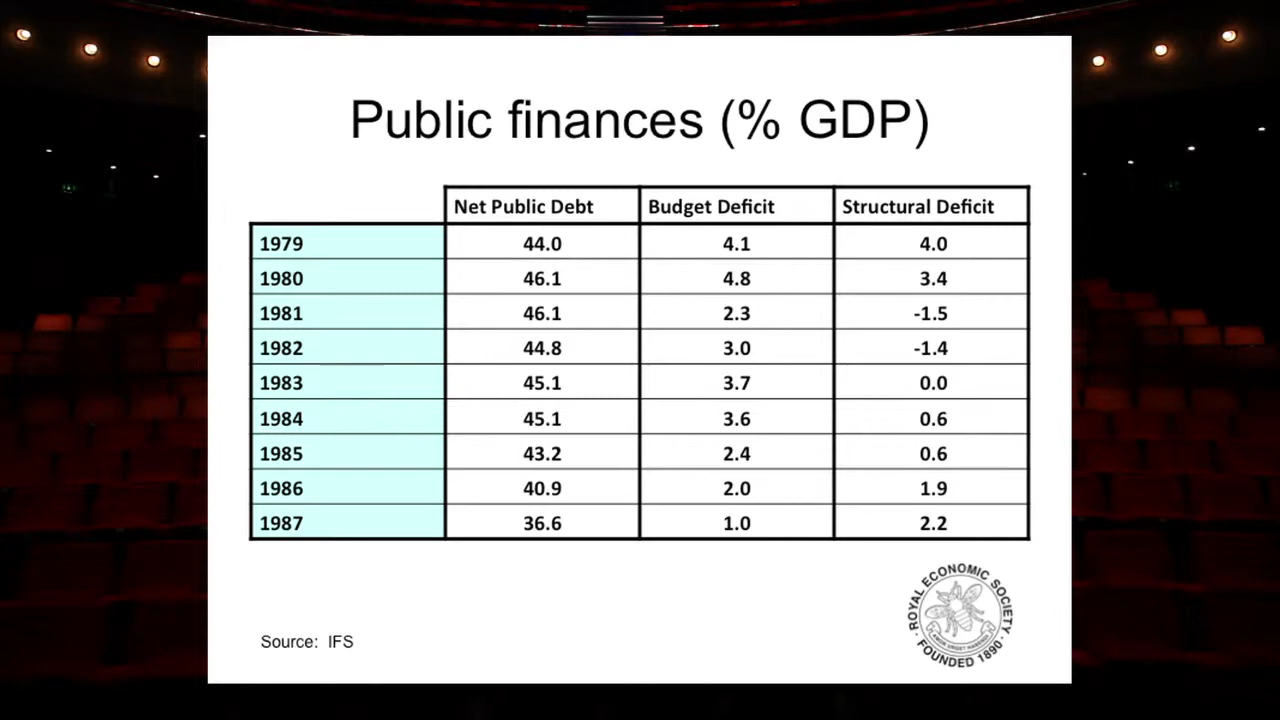 Public finances (% GDP)
Net Public Debt Budget Deficit Structural Deficit
1979 44.0 4.1 4.0
1980 46.1 4.8 3.4
1981 46.1 2.3 -1.5
1982 44.8 3.0 -1.4
1983 45.1 3.7 0.0
1984 45.1 3.6 0.6
1985 43.2 2.4 0.6
1986 40.9 2.0 1.9
1987 36.6 1.0 2.2
ROYAL ECONOMIC SOCIETY
FOUNDED 1890
Source: IFS